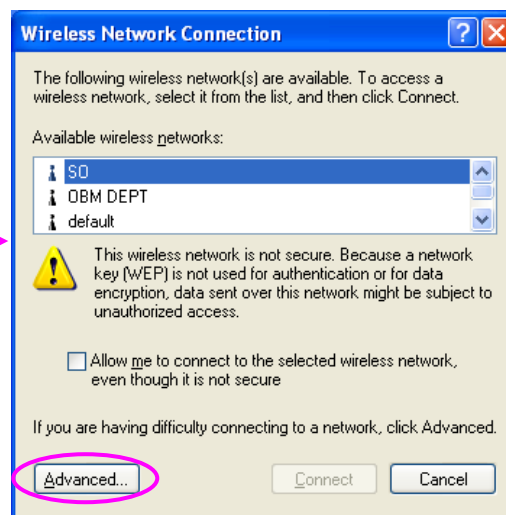 Wireless Network Connection
The following wireless network(s) are available. To access a
wireless network, select it from the list, and then click Connect.
Available wireless networks:
SO
OBM DEPT
default
This wireless network is not secure. Because a network
key (WEP) is not used for authentication or for data
encryption, data sent over this network might be subject to
unauthorized access.
Allow me to connect to the selected wireless network,
even though it is not secure
If you are having difficulty connecting to a network, click Advanced.
Advanced... Connect Cancel